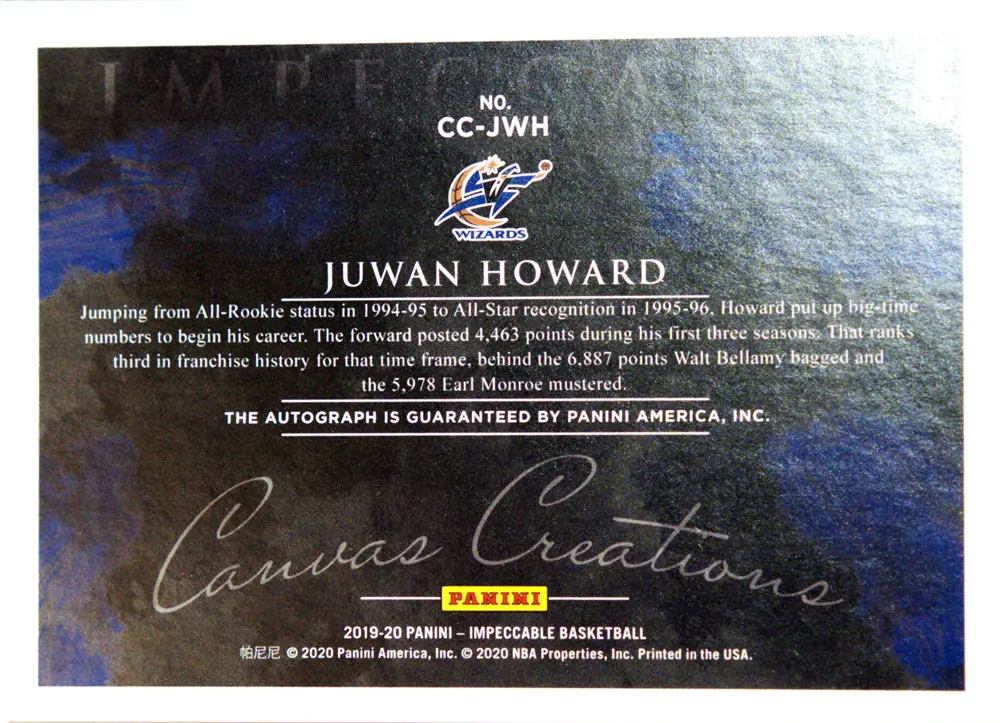 IMPECCABLE
NO.
CC-JWH
WIZARDS
JUWAN HOWARD
Jumping from All-Rookie status in 1994-95 to All-Star recognition in 1995-96, Howard put up big-time
numbers to begin his career. The forward posted 4,463 points during his first three seasons. That ranks
third in franchise history for that time frame, behind the 6,887 points Walt Bellamy bagged and
the 5,978 Earl Monroe mustered.
THE AUTOGRAPH IS GUARANTEED BY PANINI AMERICA, INC.
Canvas Creations
PANINI
2019-20 PANINI – IMPECCABLE BASKETBALL
帕尼尼 © 2020 Panini America, Inc. © 2020 NBA Properties, Inc. Printed in the USA.